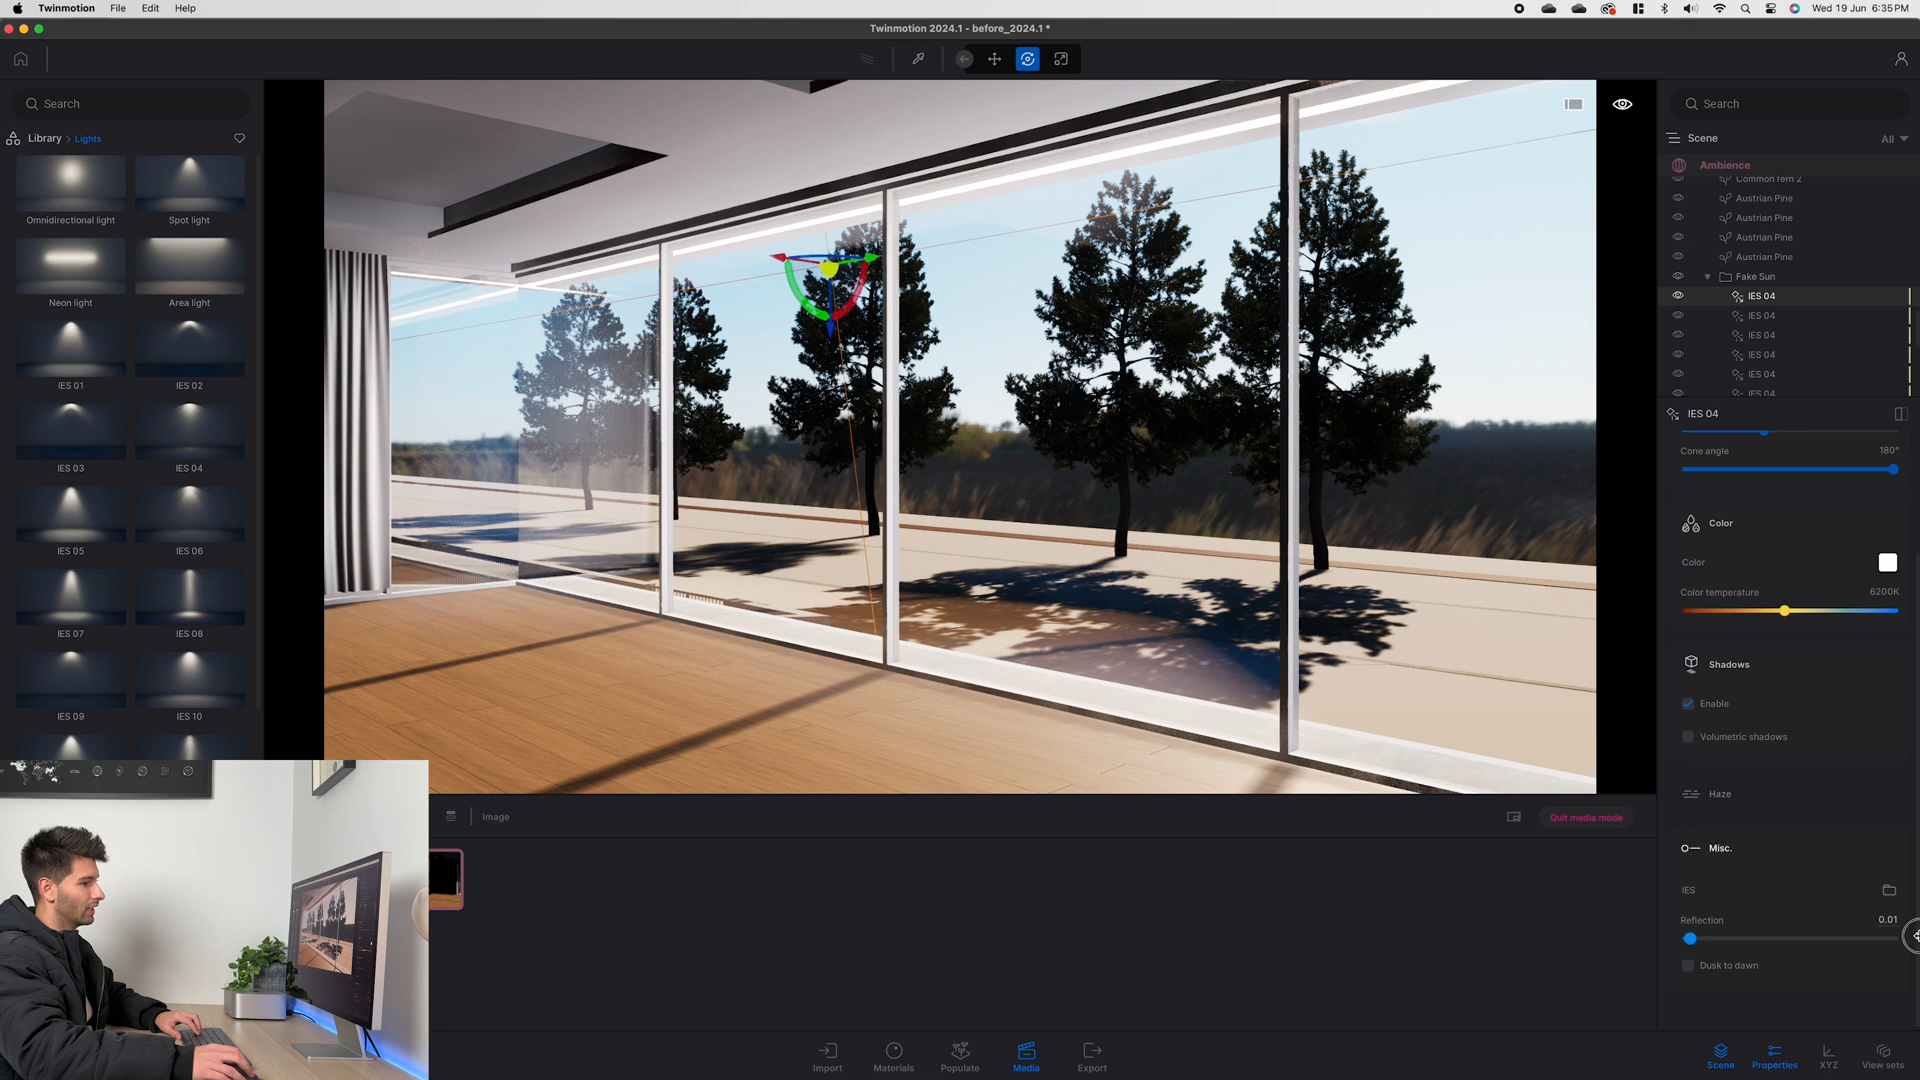 Twinmotion File Edit Help
Wed 19 Jun 6:35PM
Twinmotion 2024.1 - before_2024.1 *
Search
Library > Lights
Omnidirectional light
Spot light
Neon light
Area light
IES 01
IES 02
IES 03
IES 04
IES 05
IES 06
IES 07
IES 08
IES 09
IES 10
Image
Quit media mode
Import
Materials
Populate
Media
Export
Search
Scene
All
Ambience
Common fern 2
Austrian Pine
Austrian Pine
Austrian Pine
Austrian Pine
Fake Sun
IES 04
IES 04
IES 04
IES 04
IES 04
IES 04
IES 04
Cone angle 180°
Color
Color
Color temperature 6200K
Shadows
Enable
Volumetric shadows
Haze
Misc.
IES
Reflection 0.01
Dusk to dawn
Scene
Properties
XYZ
View sets